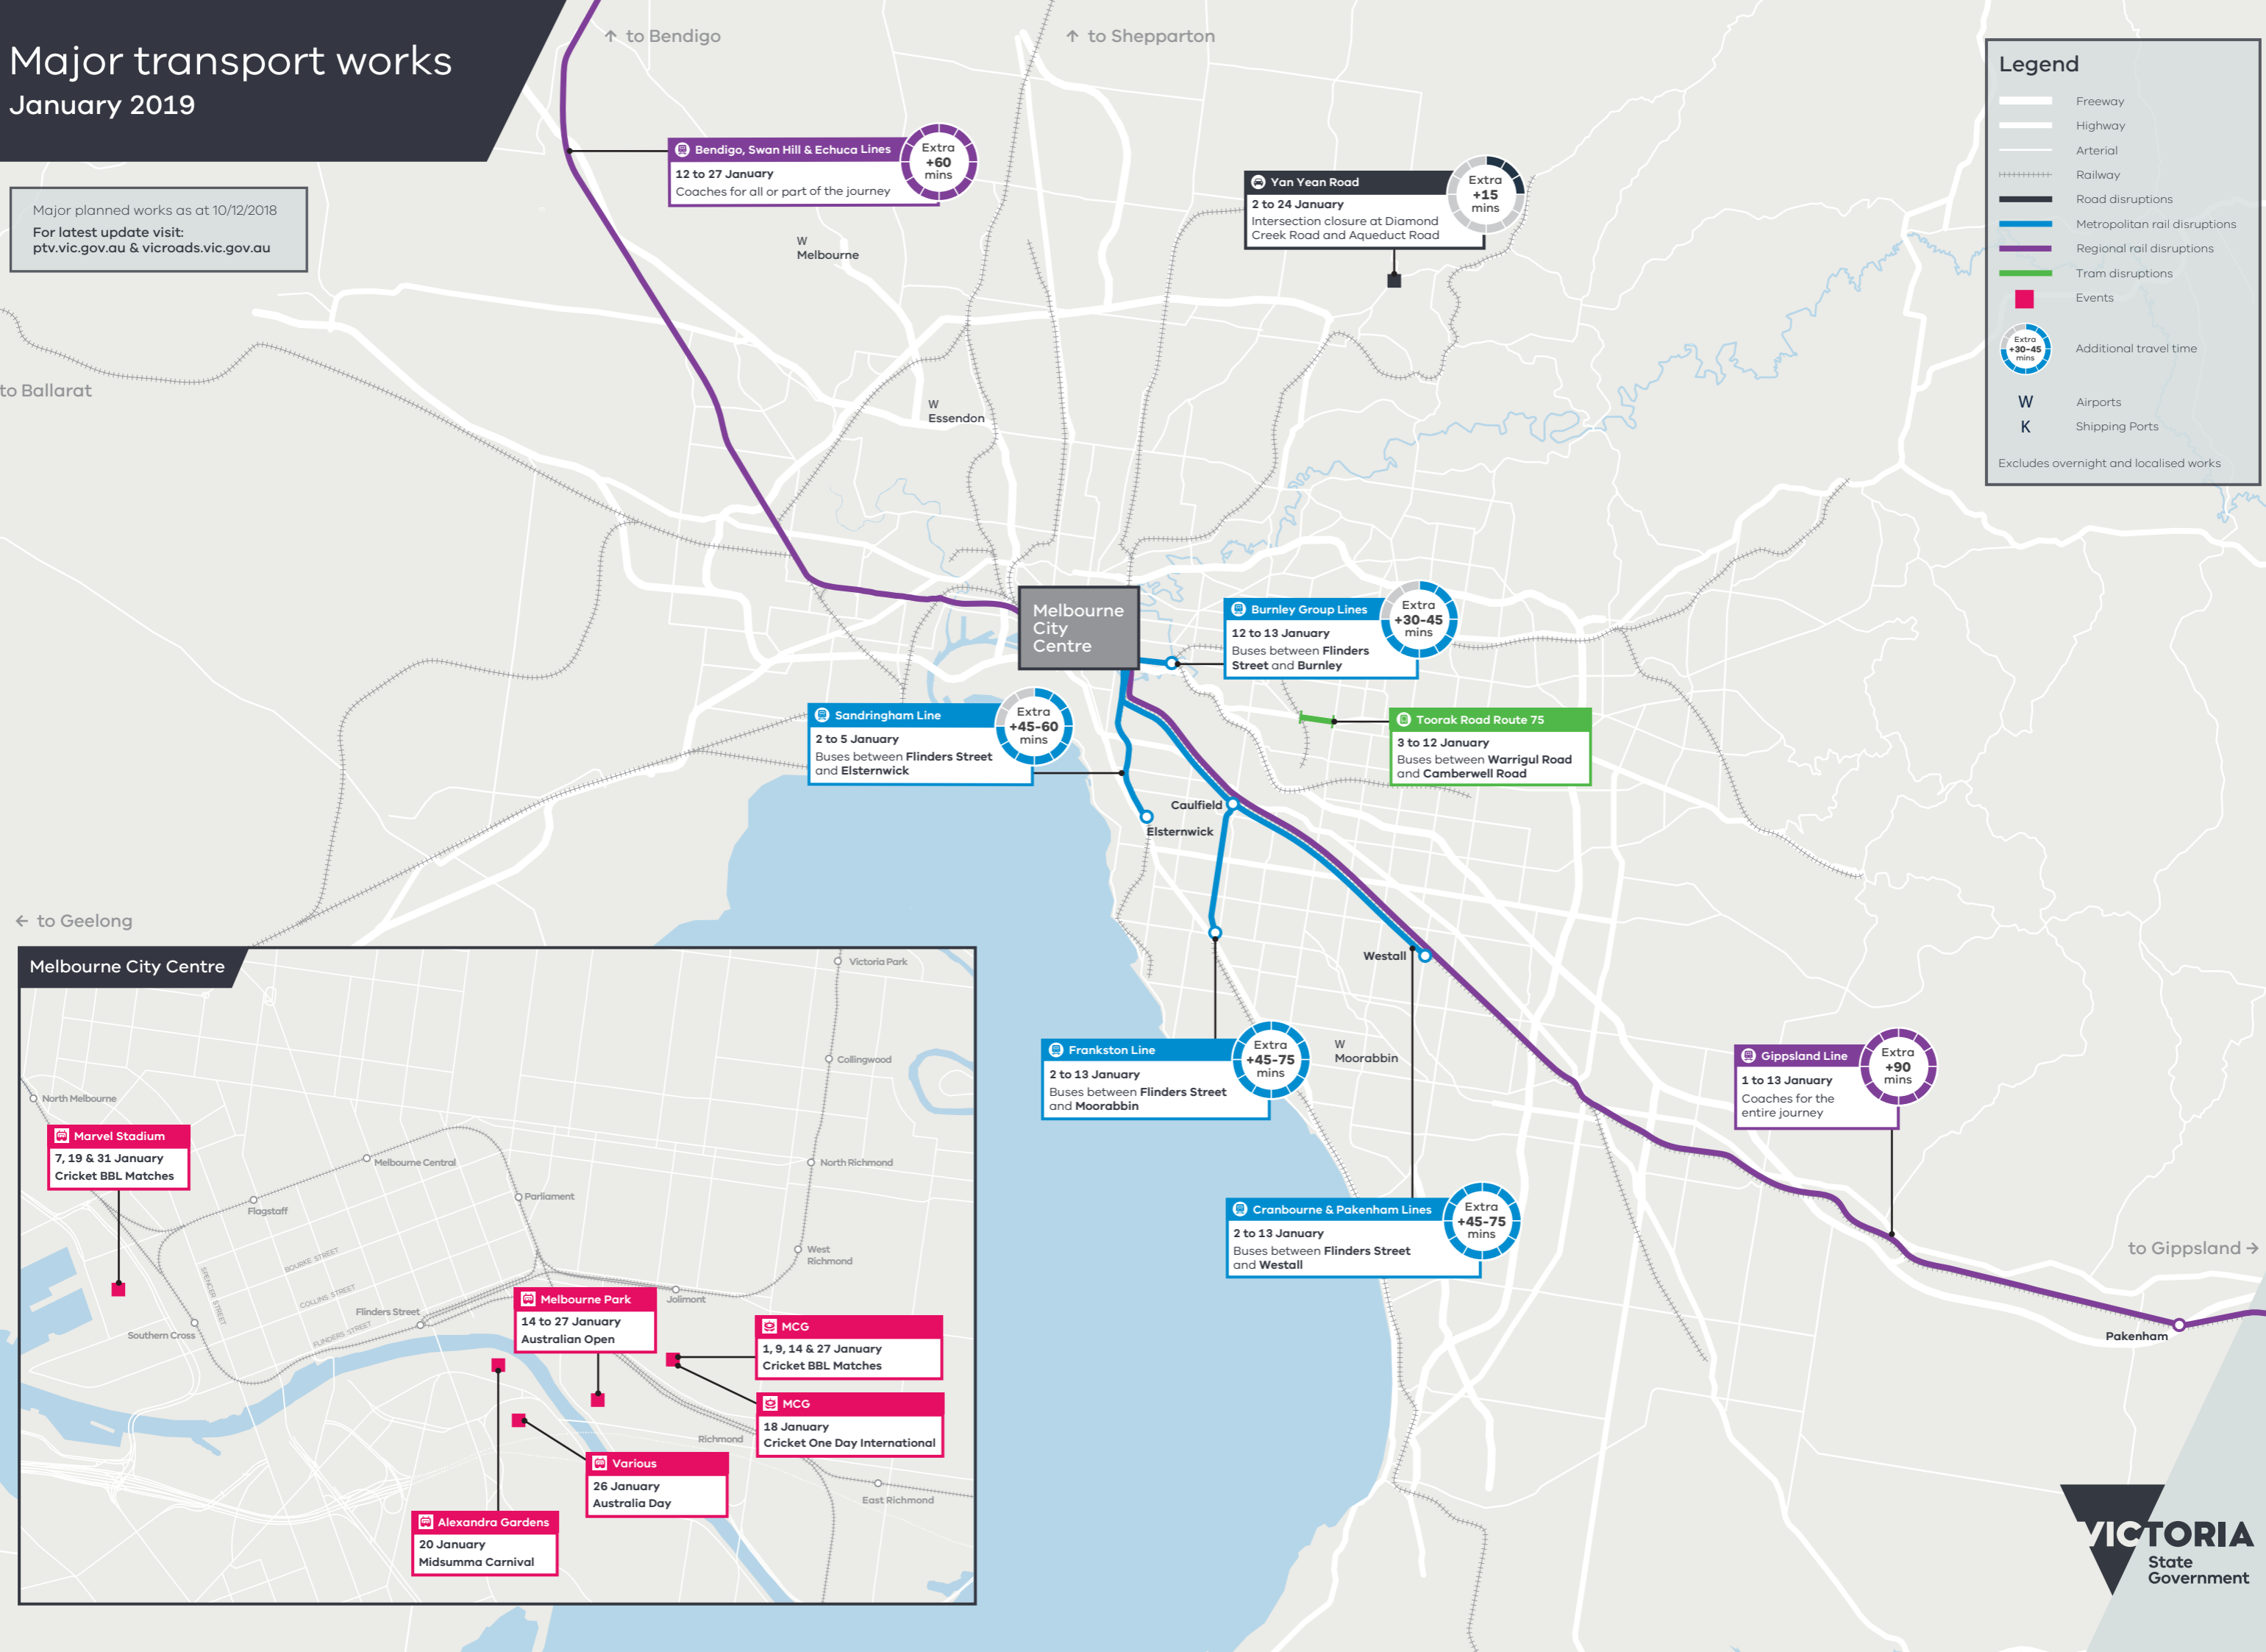 Major transport works
January 2019
Major planned works as at 10/12/2018
For latest update visit:
ptv.vic.gov.au & vicroads.vic.gov.au
↑ to Bendigo
↑ to Shepparton
Bendigo, Swan Hill & Echuca Lines
12 to 27 January
Coaches for all or part of the journey
Extra
+60
mins
Yan Yean Road
2 to 24 January
Intersection closure at Diamond
Creek Road and Aqueduct Road
Extra
+15
mins
Legend
Freeway
Highway
Arterial
Railway
Road disruptions
Metropolitan rail disruptions
Regional rail disruptions
Tram disruptions
Events
Extra
+30-45
mins
Additional travel time
W Airports
K Shipping Ports
Excludes overnight and localised works
W
Melbourne
to Ballarat
W
Essendon
Melbourne
City
Centre
Burnley Group Lines
12 to 13 January
Buses between Flinders
Street and Burnley
Extra
+30-45
mins
Sandringham Line
2 to 5 January
Buses between Flinders Street
and Elsternwick
Extra
+45-60
mins
Toorak Road Route 75
3 to 12 January
Buses between Warrigul Road
and Camberwell Road
Caulfield
Elsternwick
← to Geelong
Westall
Frankston Line
2 to 13 January
Buses between Flinders Street
and Moorabbin
Extra
+45-75
mins
W
Moorabbin
Gippsland Line
1 to 13 January
Coaches for the
entire journey
Extra
+90
mins
Cranbourne & Pakenham Lines
2 to 13 January
Buses between Flinders Street
and Westall
Extra
+45-75
mins
to Gippsland →
Pakenham
Melbourne City Centre
Victoria Park
Collingwood
North Melbourne
Marvel Stadium
7, 19 & 31 January
Cricket BBL Matches
Melbourne Central
North Richmond
Parliament
Flagstaff
West
Richmond
BOURKE STREET
SPENCER STREET
COLLINS STREET
FLINDERS STREET
Flinders Street
Southern Cross
Jolimont
Melbourne Park
14 to 27 January
Australian Open
MCG
1, 9, 14 & 27 January
Cricket BBL Matches
MCG
18 January
Cricket One Day International
Richmond
Various
26 January
Australia Day
East Richmond
Alexandra Gardens
20 January
Midsumma Carnival
VICTORIA
State
Government